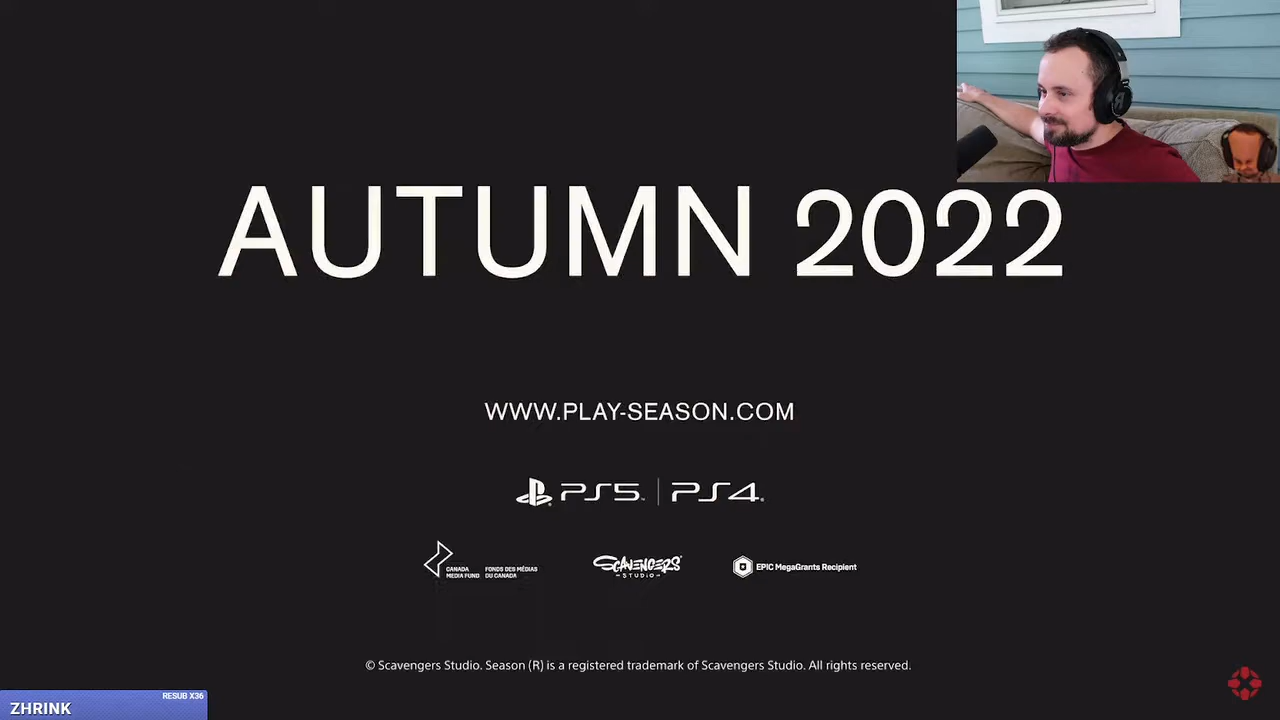 AUTUMN 2022
WWW.PLAY-SEASON.COM
PS5™ | PS4®
CANADA MEDIA FUND FONDS DES MÉDIAS DU CANADA
SCAVENGERS STUDIO
EPIC MegaGrants Recipient
© Scavengers Studio. Season (R) is a registered trademark of Scavengers Studio. All rights reserved.
RESUB X36
ZHRINK